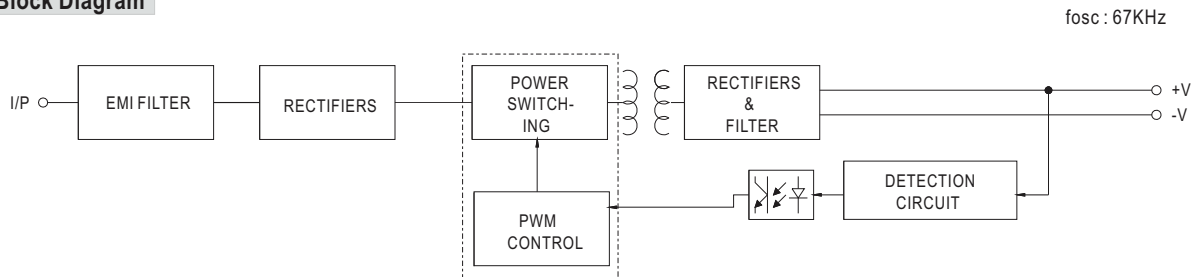 Block Diagram
fosc : 67KHz
I/P
EMI FILTER
RECTIFIERS
POWER
SWITCH-
ING
RECTIFIERS
&
FILTER
+V
-V
DETECTION
CIRCUIT
PWM
CONTROL